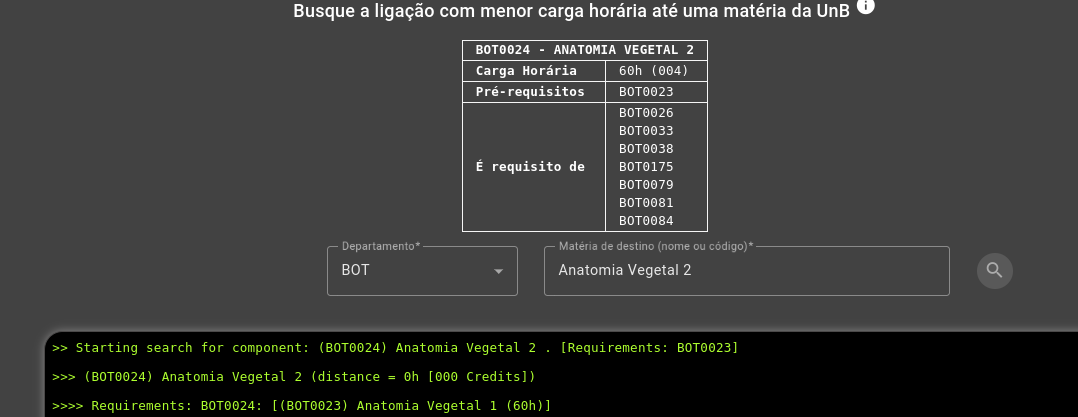 Busque a ligação com menor carga horária até uma matéria da UnB i
BOT0024 - ANATOMIA VEGETAL 2
Carga Horária 60h (004)
Pré-requisitos BOT0023
BOT0026
BOT0033
BOT0038
É requisito de BOT0175
BOT0079
BOT0081
BOT0084
Departamento* Matéria de destino (nome ou código)*
BOT Anatomia Vegetal 2
>> Starting search for component: (BOT0024) Anatomia Vegetal 2 . [Requirements: BOT0023]
>>> (BOT0024) Anatomia Vegetal 2 (distance = 0h [000 Credits])
>>>> Requirements: BOT0024: [(BOT0023) Anatomia Vegetal 1 (60h)]